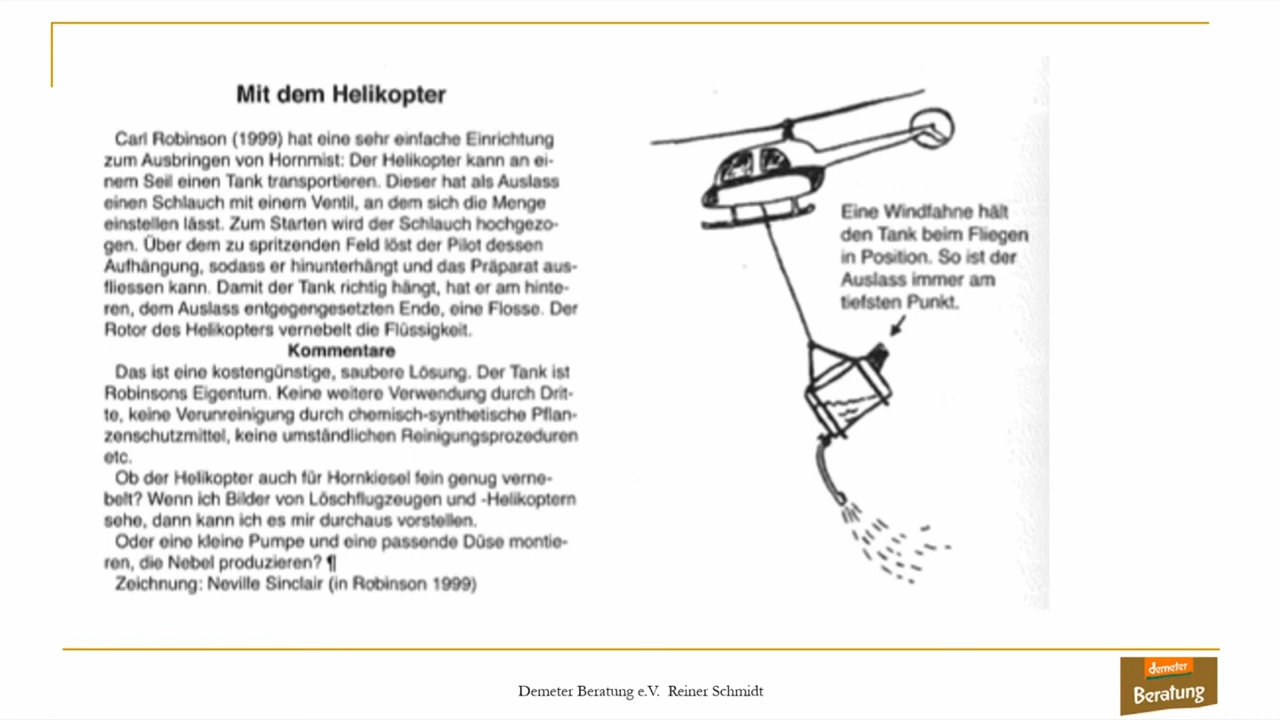 Mit dem Helikopter
Carl Robinson (1999) hat eine sehr einfache Einrichtung
zum Ausbringen von Hornmist: Der Helikopter kann an ei-
nem Seil einen Tank transportieren. Dieser hat als Auslass
einen Schlauch mit einem Ventil, an dem sich die Menge
einstellen lässt. Zum Starten wird der Schlauch hochgezo-
gen. Über dem zu spritzenden Feld löst der Pilot dessen
Aufhängung, sodass er hinunterhängt und das Präparat aus-
fliessen kann. Damit der Tank richtig hängt, hat er am hinte-
ren, dem Auslass entgegengesetzten Ende, eine Flosse. Der
Rotor des Helikopters vernebelt die Flüssigkeit.
Kommentare
Das ist eine kostengünstige, saubere Lösung. Der Tank ist
Robinsons Eigentum. Keine weitere Verwendung durch Drit-
te, keine Verunreinigung durch chemisch-synthetische Pflan-
zenschutzmittel, keine umständlichen Reinigungsprozeduren
etc.
Ob der Helikopter auch für Hornkiesel fein genug verne-
belt? Wenn ich Bilder von Löschflugzeugen und -Helikoptern
sehe, dann kann ich es mir durchaus vorstellen.
Oder eine kleine Pumpe und eine passende Düse montie-
ren, die Nebel produzieren? ¶
Zeichnung: Neville Sinclair (in Robinson 1999)
Eine Windfahne hält
den Tank beim Fliegen
in Position. So ist der
Auslass immer am
tiefsten Punkt.
Demeter Beratung e.V. Reiner Schmidt
demeter
Beratung